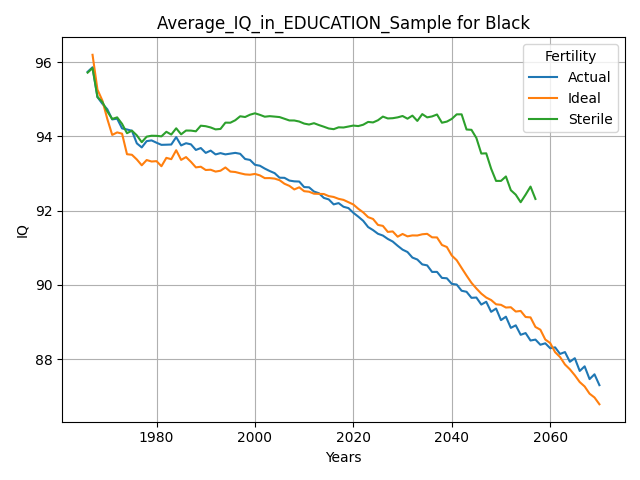 Average_IQ_in_EDUCATION_Sample for Black
Fertility
Actual
Ideal
Sterile
96
94
92
90
88
IQ
1980
2000
2020
2040
2060
Years